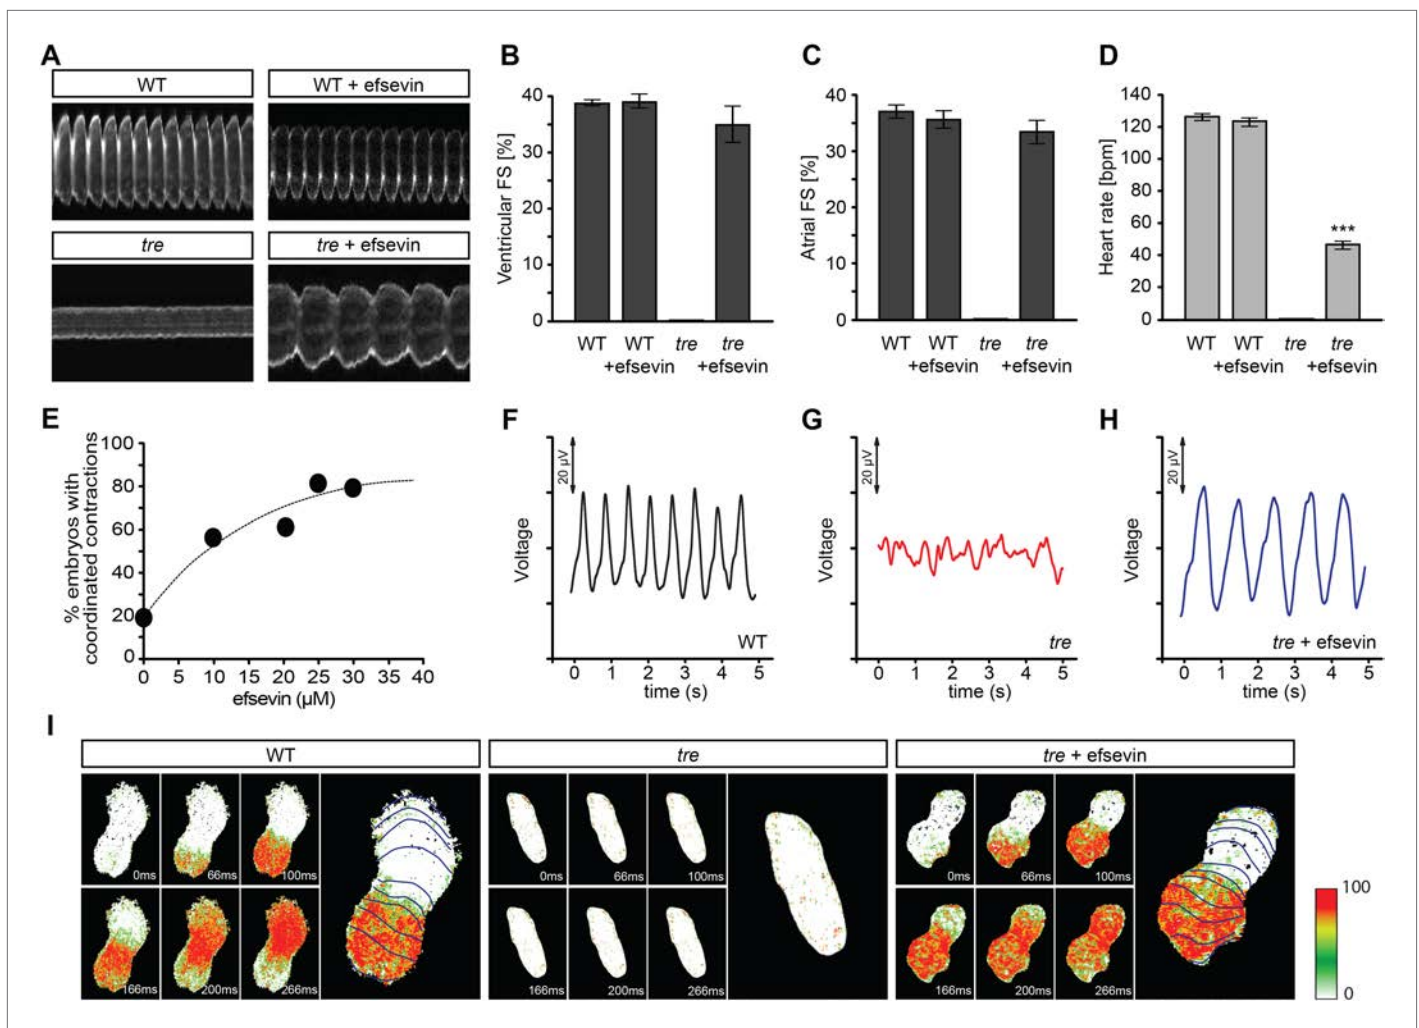 A
WT
WT + efsevin
tre
tre + efsevin
B
Ventricular FS [%]
40
30
20
10
0
WT WT tre tre
+efsevin +efsevin
C
Atrial FS [%]
40
30
20
10
0
WT WT tre tre
+efsevin +efsevin
D
Heart rate [bpm]
140
120
100
80
60
40
20
0
***
WT WT tre tre
+efsevin +efsevin
E
% embryos with
coordinated contractions
100
80
60
40
20
0
0 5 10 15 20 25 30 35 40
efsevin (µM)
F
20 µV
Voltage
WT
0 1 2 3 4 5
time (s)
G
20 µV
Voltage
tre
0 1 2 3 4 5
time (s)
H
20 µV
Voltage
tre + efsevin
0 1 2 3 4 5
time (s)
I
WT
0ms 66ms 100ms
166ms 200ms 266ms
tre
0ms 66ms 100ms
166ms 200ms 266ms
tre + efsevin
0ms 66ms 100ms
166ms 200ms 266ms
100
0